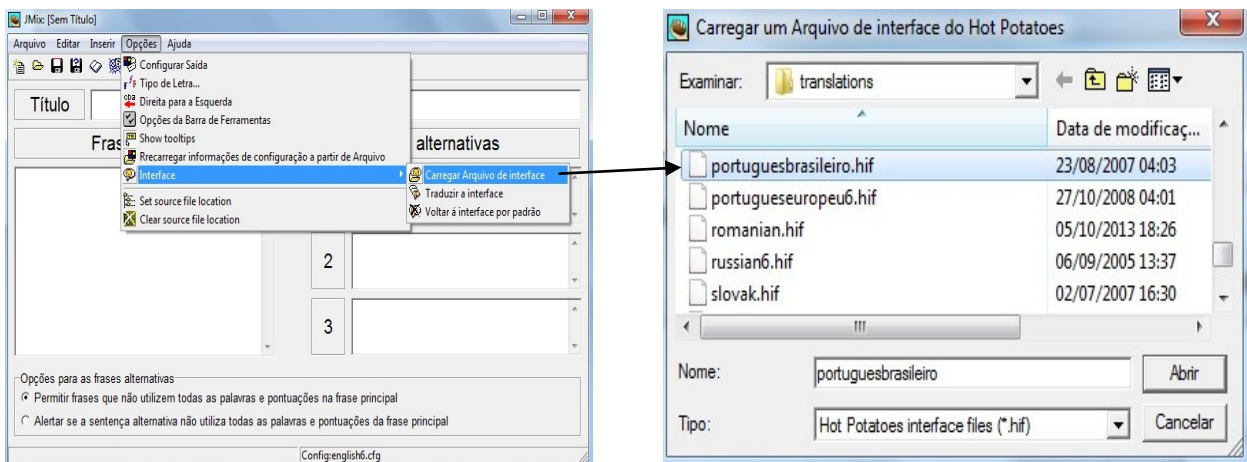 JMix: [Sem Título]
Arquivo Editar Inserir Opções Ajuda
Configurar Saída
Tipo de Letra...
Direita para a Esquerda
Opções da Barra de Ferramentas
Show tooltips
Rrecarregar informações de configuração a partir de Arquivo
Interface
Set source file location
Clear source file location
Carregar Arquivo de interface
Traduzir a interface
Voltar á interface por padrão
Título
Fras
alternativas
2
3
Opções para as frases alternativas
Permitir frases que não utilizem todas as palavras e pontuações na frase principal
Alertar se a sentença alternativa não utiliza todas as palavras e pontuações da frase principal
Config:english6.cfg
Carregar um Arquivo de interface do Hot Potatoes
Examinar: translations
Nome Data de modificaç...
portuguesbrasileiro.hif 23/08/2007 04:03
portugueseuropeu6.hif 27/10/2008 04:01
romanian.hif 05/10/2013 18:26
russian6.hif 06/09/2005 13:37
slovak.hif 02/07/2007 16:30
Nome: portuguesbrasileiro Abrir
Tipo: Hot Potatoes interface files (*.hif) Cancelar